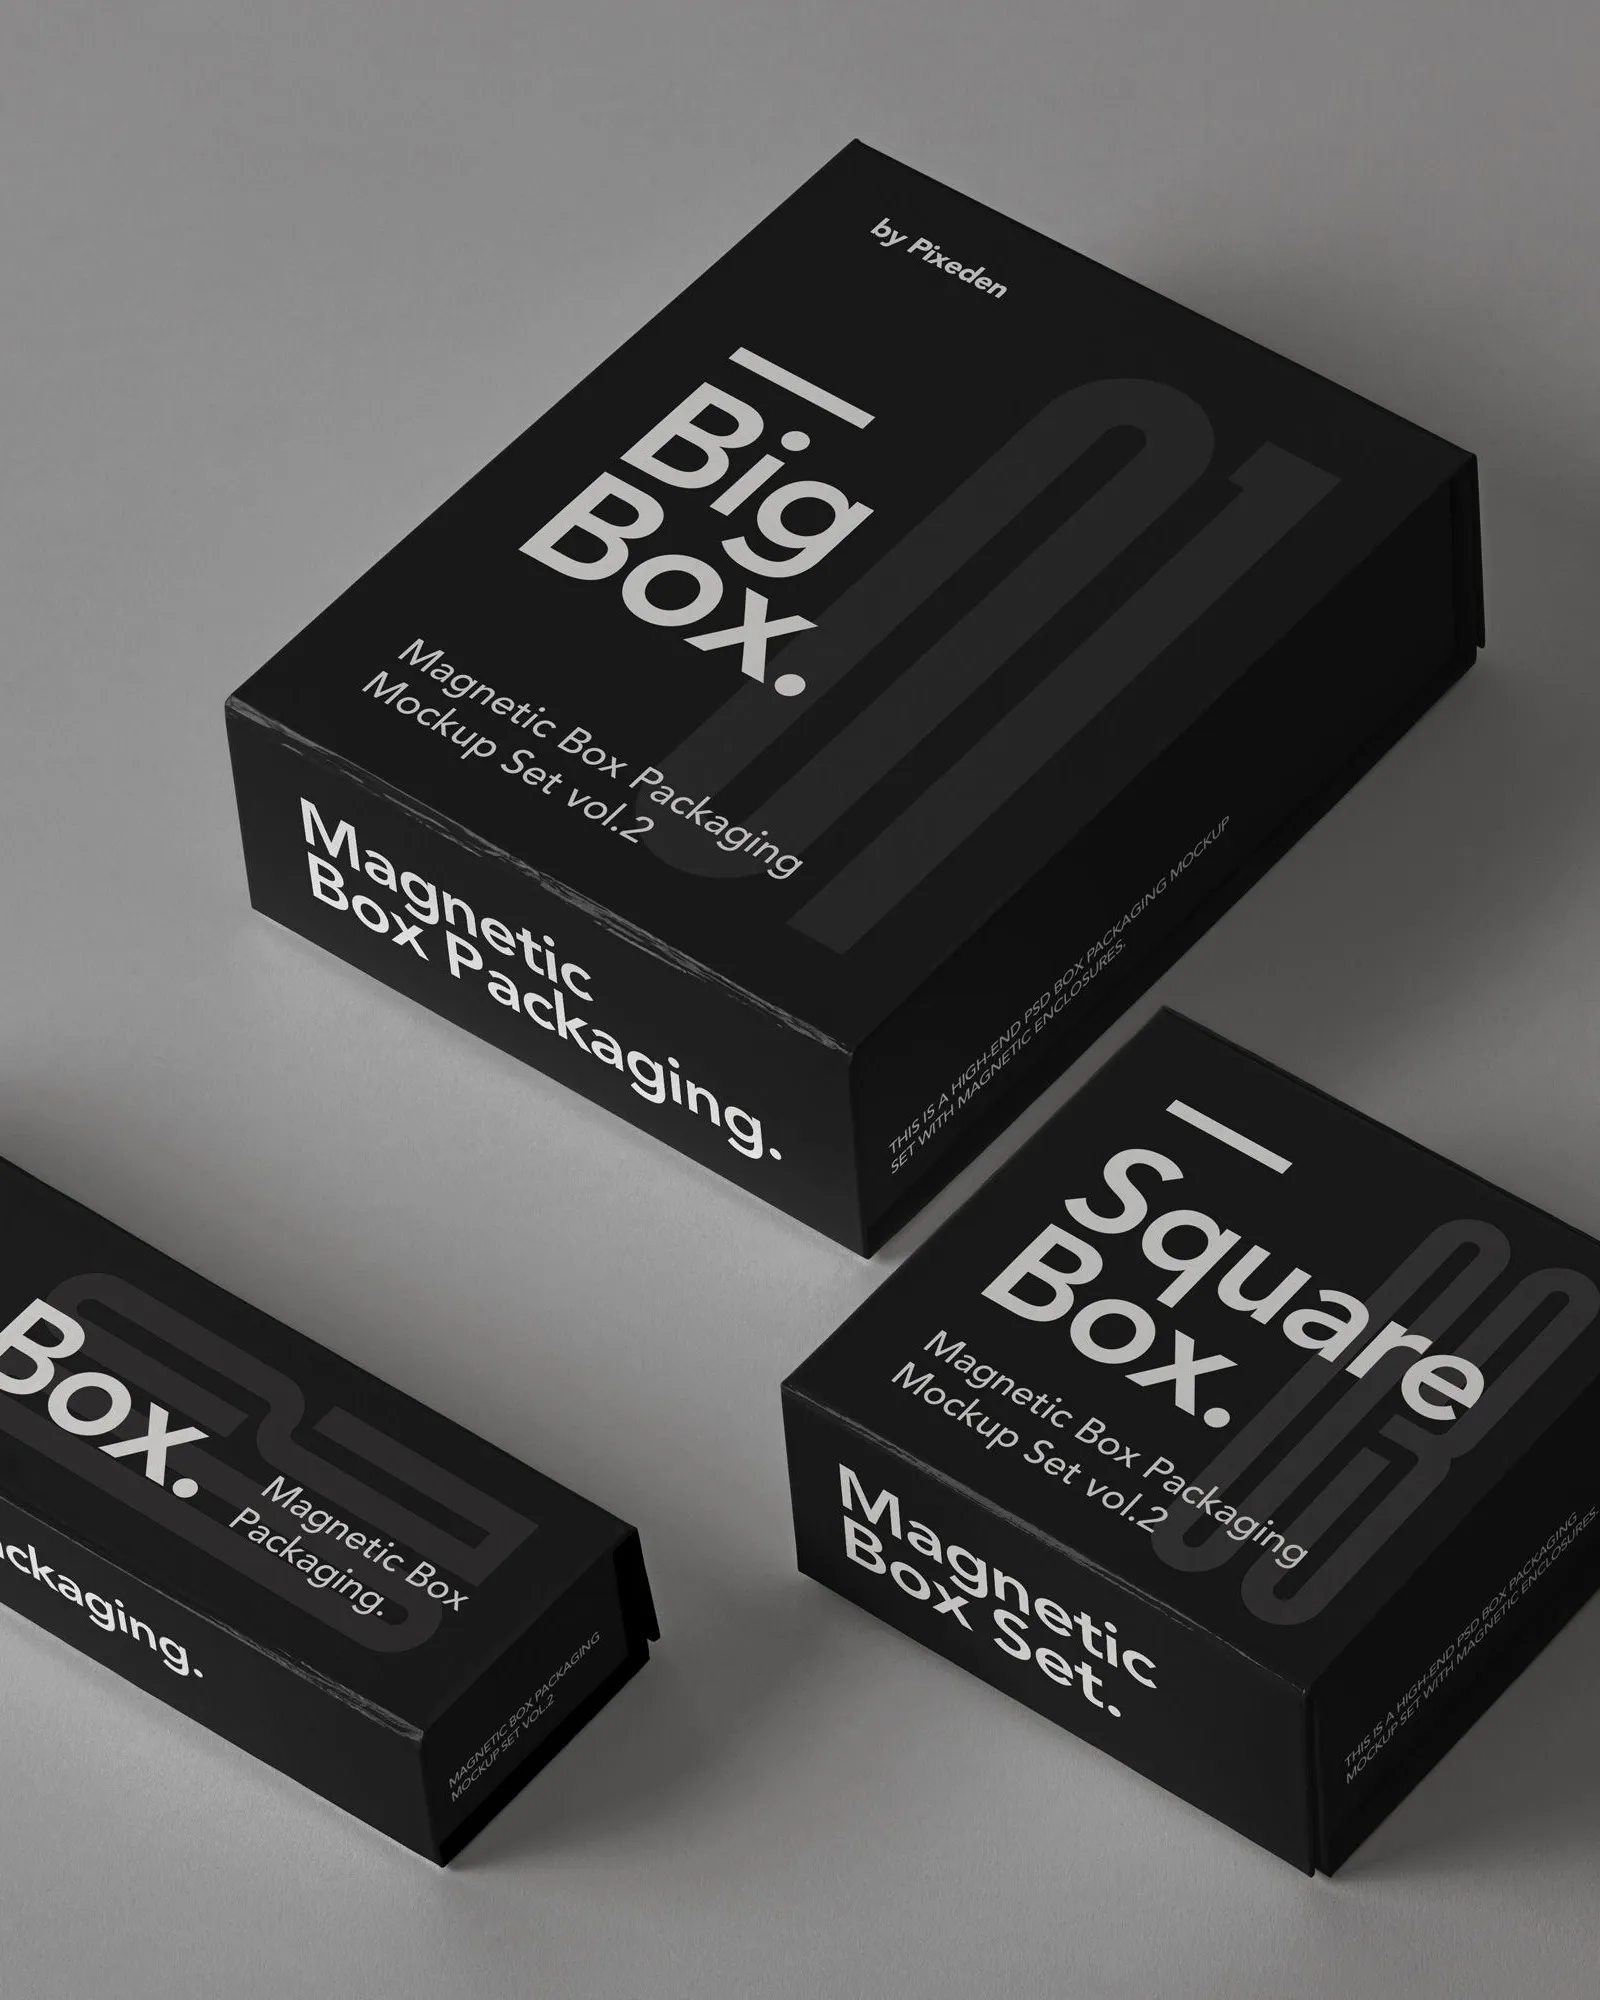 by Pixeden
Big
Box.
Magnetic Box Packaging
Mockup Set vol.2
01
Magnetic
Box Packaging.
THIS IS A HIGH-END PSD BOX PACKAGING MOCKUP
SET WITH MAGNETIC ENCLOSURES.
Square
Box.
Magnetic Box Packaging
Mockup Set vol.2
03
Magnetic
Box Set.
THIS IS A HIGH-END PSD BOX PACKAGING
MOCKUP SET WITH MAGNETIC ENCLOSURES.
Box.
02
Magnetic Box
Packaging.
ackaging.
MAGNETIC BOX PACKAGING
MOCKUP SET VOL.2